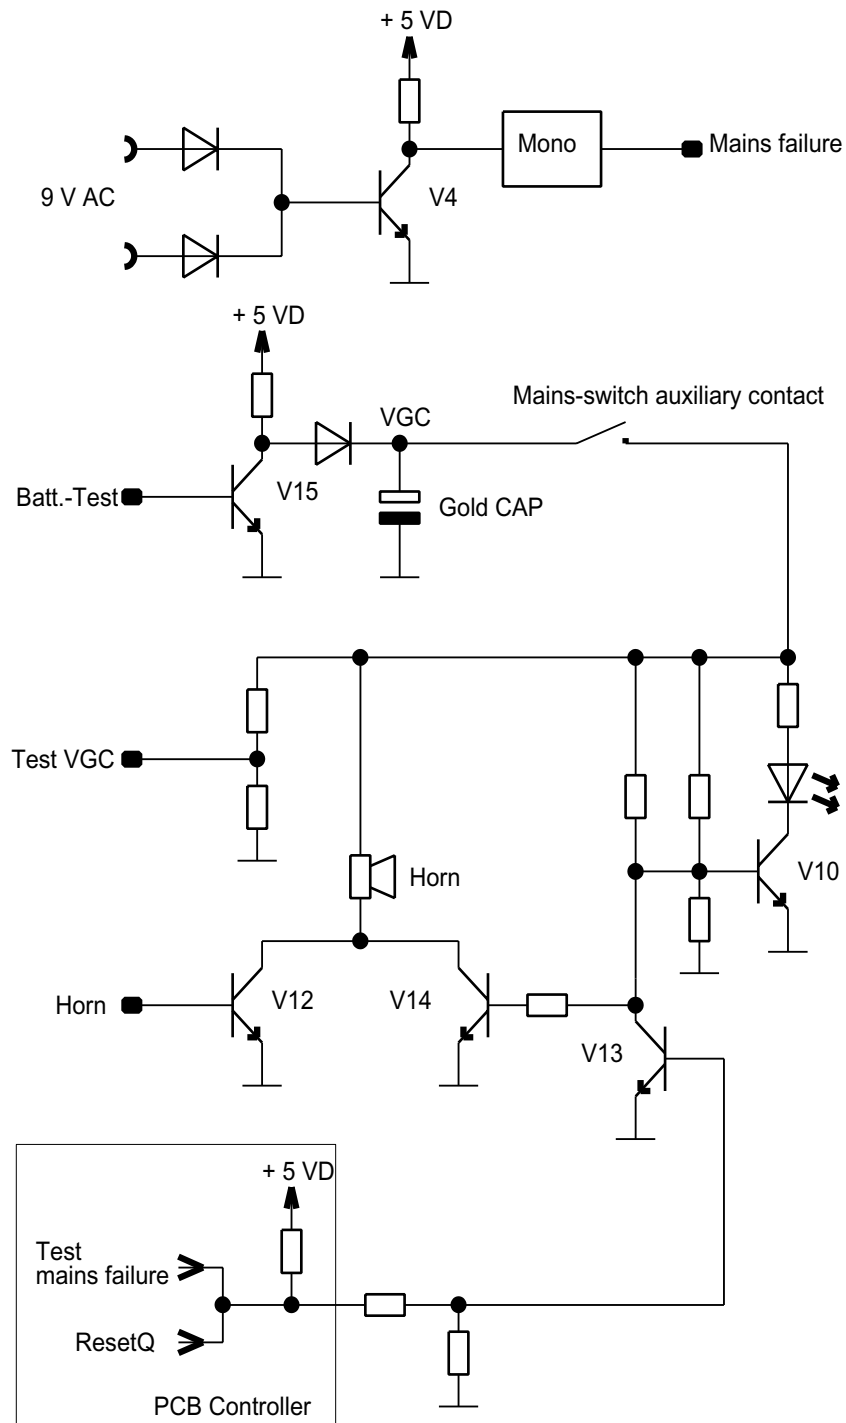 + 5 VD
Mono
Mains failure
9 V AC
V4
+ 5 VD
Mains-switch auxiliary contact
VGC
Batt.-Test
V15
Gold CAP
Test VGC
V10
Horn
Horn
V12
V14
V13
+ 5 VD
Test
mains failure
ResetQ
PCB Controller